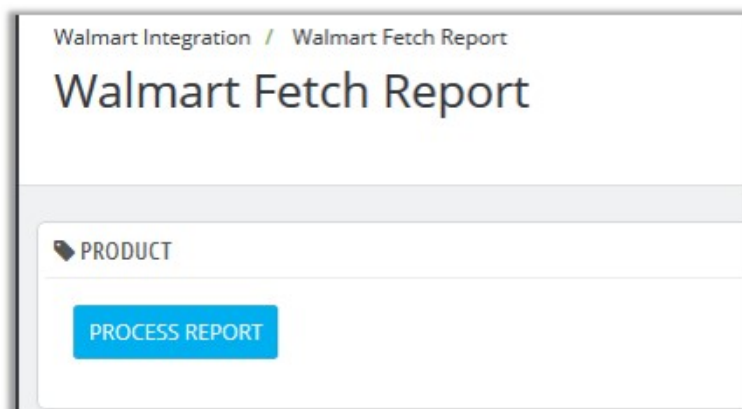 Walmart Integration / Walmart Fetch Report
Walmart Fetch Report
PRODUCT
PROCESS REPORT